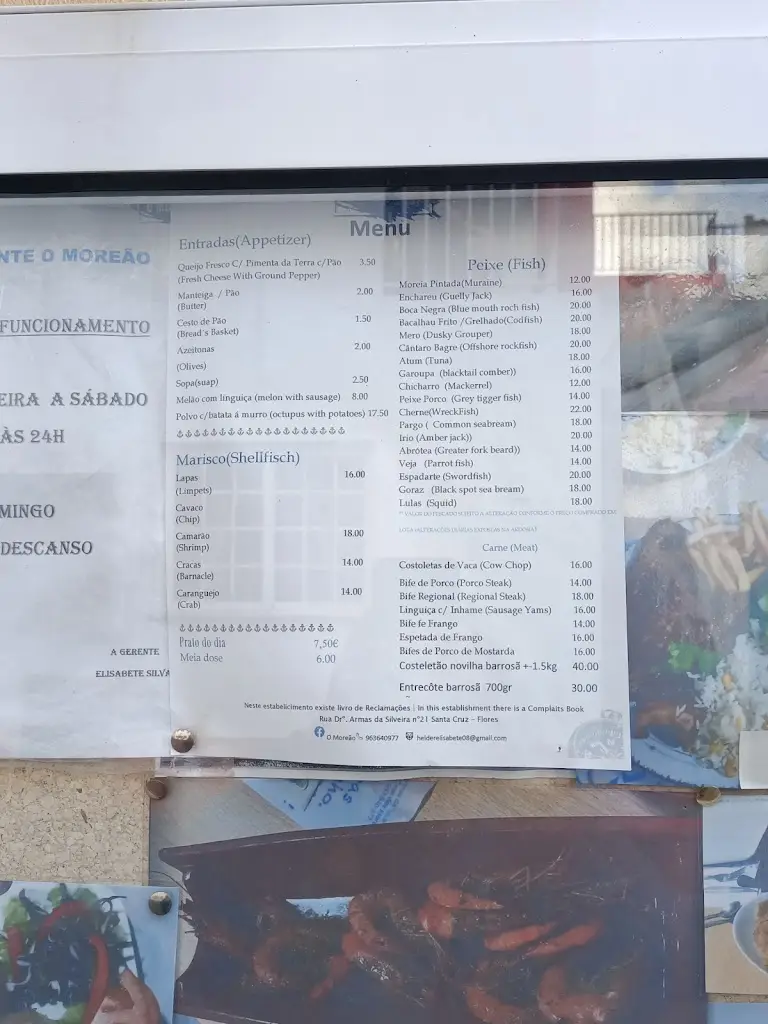 NTE O MOREÃO
FUNCIONAMENTO
EIRA A SÁBADO
ÀS 24H
MINGO
DESCANSO
A GERENTE
ELISABETE SILVA
Menu
Entradas(Appetizer)
Queijo Fresco C/ Pimenta da Terra c/Pão 3.50
(Fresh Cheese With Ground Pepper)
Manteiga / Pão 2.00
(Butter)
Cesto de Pão 1.50
(Bread's Basket)
Azeitonas 2.00
(Olives)
Sopa(suap) 2.50
Melão com linguiça (melon with sausage) 8.00
Polvo c/batata á murro (octupus with potatoes) 17.50
Marisco(Shellfisch)
Lapas 16.00
(Limpets)
Cavaco
(Chip)
Camarão 18.00
(Shrimp)
Cracas 14.00
(Barnacle)
Caranguejo 14.00
(Crab)
Prato do dia 7,50€
Meia dose 6.00
Peixe (Fish)
Moreia Pintada(Muraine) 12.00
Enchareu (Guelly Jack) 16.00
Boca Negra (Blue mouth roch fish) 20.00
Bacalhau Frito /Grelhado(Codfish) 20.00
Mero (Dusky Grouper) 18.00
Cântaro Bagre (Offshore rockfish) 20.00
Atum (Tuna) 18.00
Garoupa (blacktail comber)) 16.00
Chicharro (Mackerrel) 12.00
Peixe Porco (Grey tigger fish) 14.00
Cherne(WreckFish) 22.00
Pargo ( Common seabream) 18.00
Irio (Amber jack)) 20.00
Abrótea (Greater fork beard)) 14.00
Veja (Parrot fish) 14.00
Espadarte (Swordfish) 20.00
Goraz (Black spot sea bream) 18.00
Lulas (Squid) 18.00
Carne (Meat)
Costoletas de Vaca (Cow Chop) 16.00
Bife de Porco (Porco Steak) 14.00
Bife Regional (Regional Steak) 18.00
Linguiça c/ Inhame (Sausage Yams) 16.00
Bife fe Frango 14.00
Espetada de Frango 16.00
Bifes de Porco de Mostarda 16.00
Costeletão novilha barrosã +-1.5kg 40.00
Entrecôte barrosã 700gr 30.00
Neste estabelicimento existe livro de Reclamações | In this establishment there is a Complaits Book
Rua Drº. Armas da Silveira nº2 I Santa Cruz – Flores
O Moreão 963640977 helderelisabete08@gmail.com